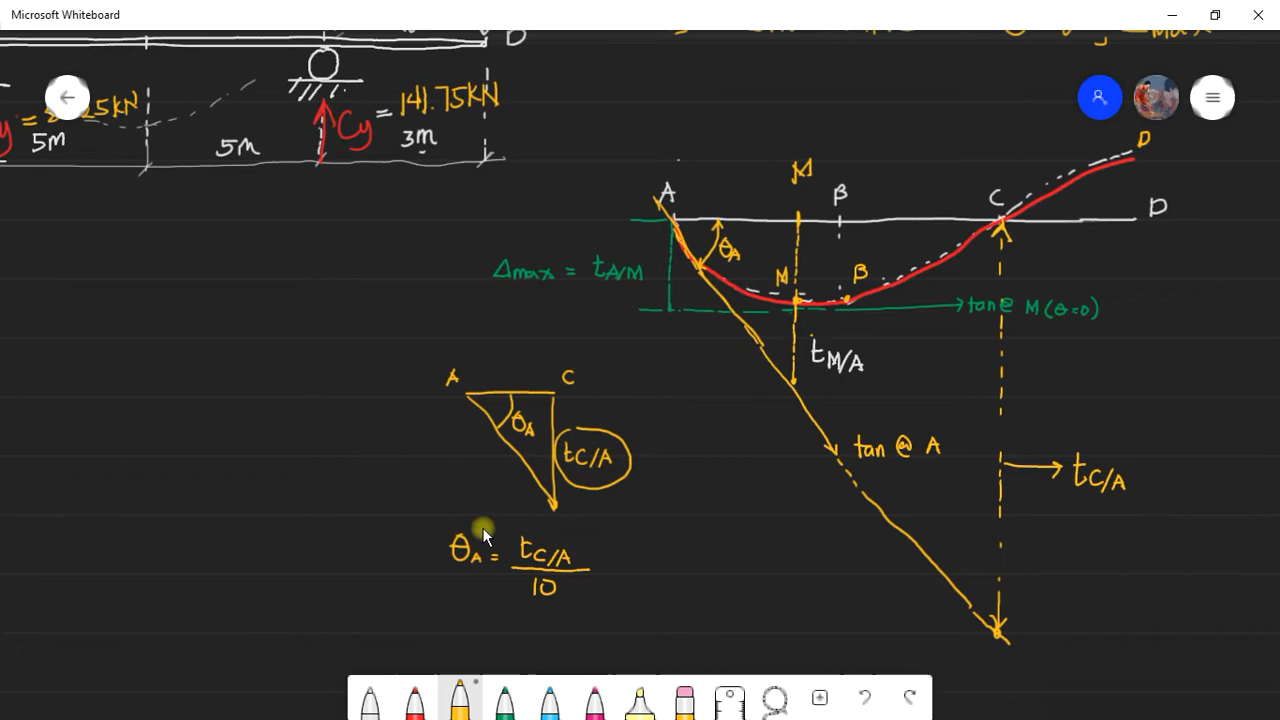 Microsoft Whiteboard
D
Cy = 141.75KN
5M
5M
3m
A
M
B
C
D
D
θA
Δmax = tA/M
M
B
tan@ M (θ=0)
tM/A
A C
θA
tC/A
tan @ A
tC/A
θA = tC/A
10